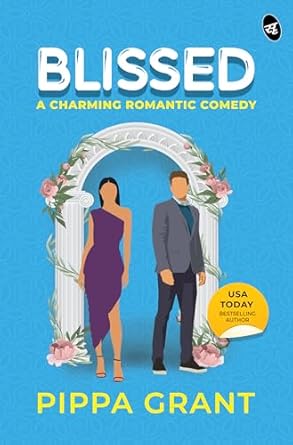 BLISSED
A CHARMING ROMANTIC COMEDY
USA
TODAY
BESTSELLING
AUTHOR
PIPPA GRANT